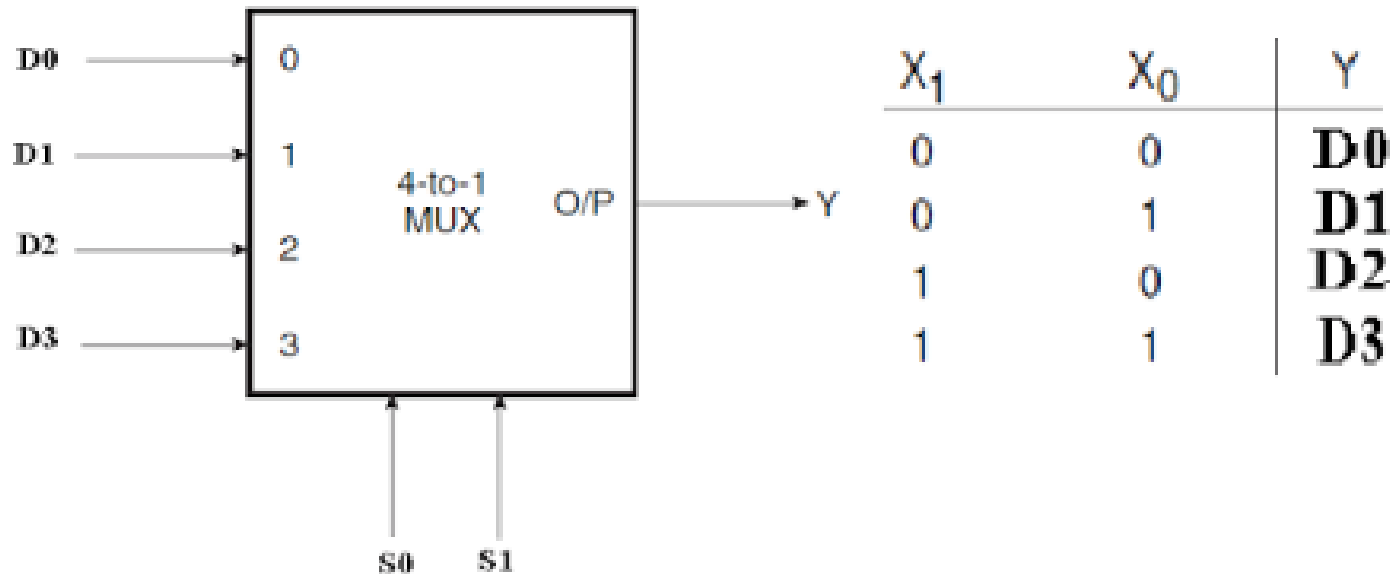 D0
D1
D2
D3
0
1
2
3
4-to-1
MUX
O/P
Y
S0 S1
X₁ X₀ Y
0 0 D0
0 1 D1
1 0 D2
1 1 D3